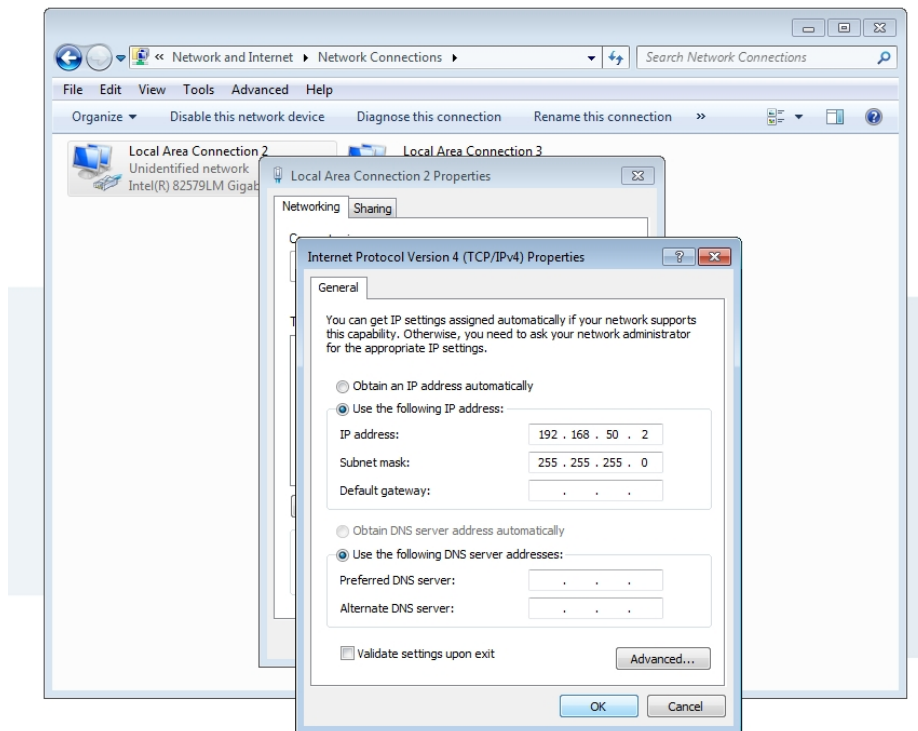 « Network and Internet ▸ Network Connections ▸
Search Network Connections
File Edit View Tools Advanced Help
Organize Disable this network device Diagnose this connection Rename this connection »
Local Area Connection 2
Unidentified network
Intel(R) 82579LM Gigab
Local Area Connection 3
Local Area Connection 2 Properties
Networking Sharing
Internet Protocol Version 4 (TCP/IPv4) Properties
General
You can get IP settings assigned automatically if your network supports
this capability. Otherwise, you need to ask your network administrator
for the appropriate IP settings.
Obtain an IP address automatically
Use the following IP address:
IP address: 192 . 168 . 50 . 2
Subnet mask: 255 . 255 . 255 . 0
Default gateway: . . .
Obtain DNS server address automatically
Use the following DNS server addresses:
Preferred DNS server: . . .
Alternate DNS server: . . .
Validate settings upon exit
Advanced...
OK Cancel